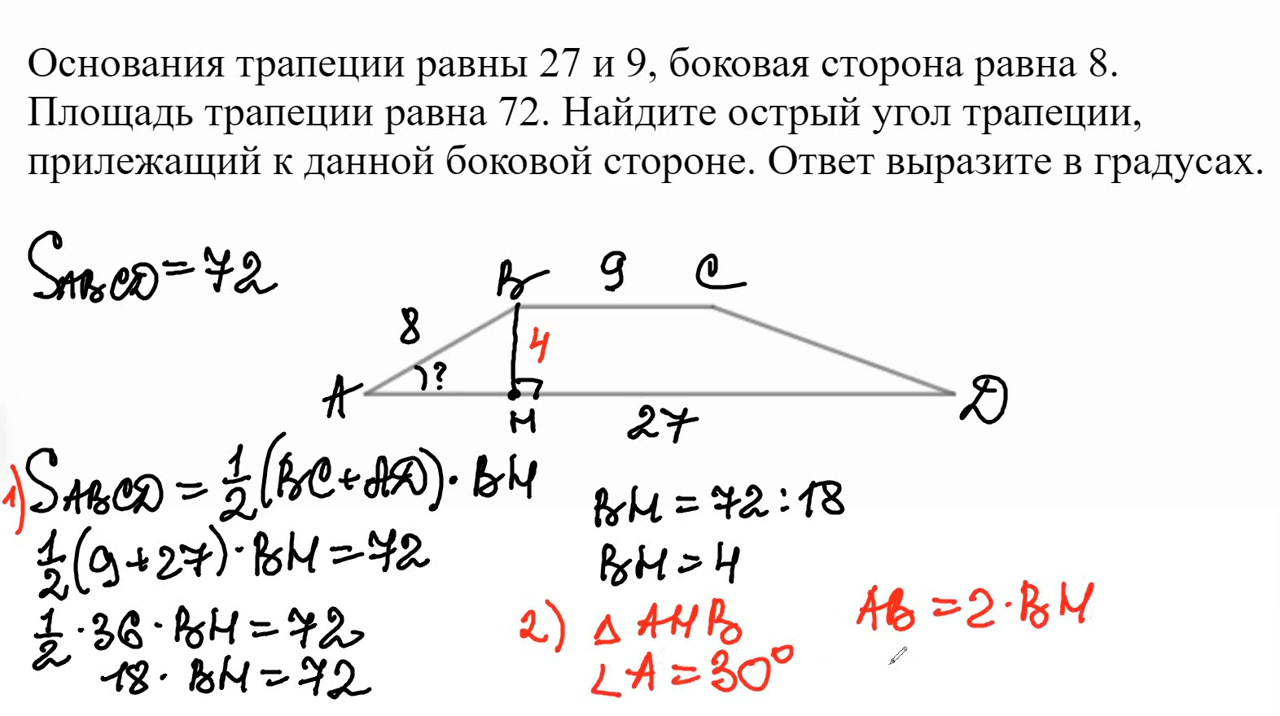 Основания трапеции равны 27 и 9, боковая сторона равна 8.
Площадь трапеции равна 72. Найдите острый угол трапеции,
прилежащий к данной боковой стороне. Ответ выразите в градусах.
S_ABCD = 72
B 9 C
8
4
?
A
H
27
D
1) S_ABCD = 1/2 (BC + AD) · BH
1/2 (9 + 27) · BH = 72
1/2 · 36 · BH = 72
18 · BH = 72
BH = 72 : 18
BH = 4
2) △ AHB
∠A = 30°
AB = 2 · BH